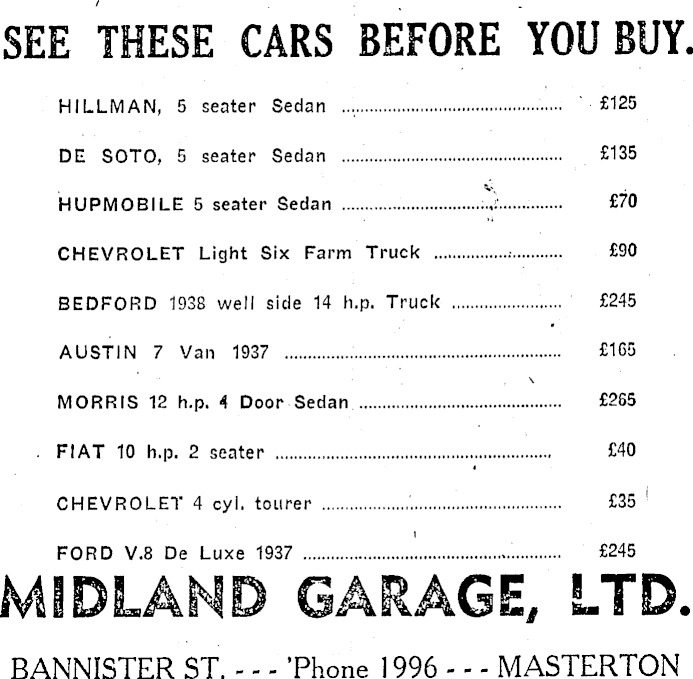 SEE THESE CARS BEFORE YOU BUY.
HILLMAN, 5 seater Sedan ................................................ £125
DE SOTO, 5 seater Sedan ................................................ £135
HUPMOBILE 5 seater Sedan ................................................ £70
CHEVROLET Light Six Farm Truck ............................ £90
BEDFORD 1938 well side 14 h.p. Truck ........................ £245
AUSTIN 7 Van 1937 ............................................................ £165
MORRIS 12 h.p. 4 Door Sedan ............................................ £265
FIAT 10 h.p. 2 seater ............................................................ £40
CHEVROLET 4 cyl. tourer .................................................... £35
FORD V.8 De Luxe 1937 ........................................................ £245
MIDLAND GARAGE, LTD.
BANNISTER ST. - - - 'Phone 1996 - - - MASTERTON